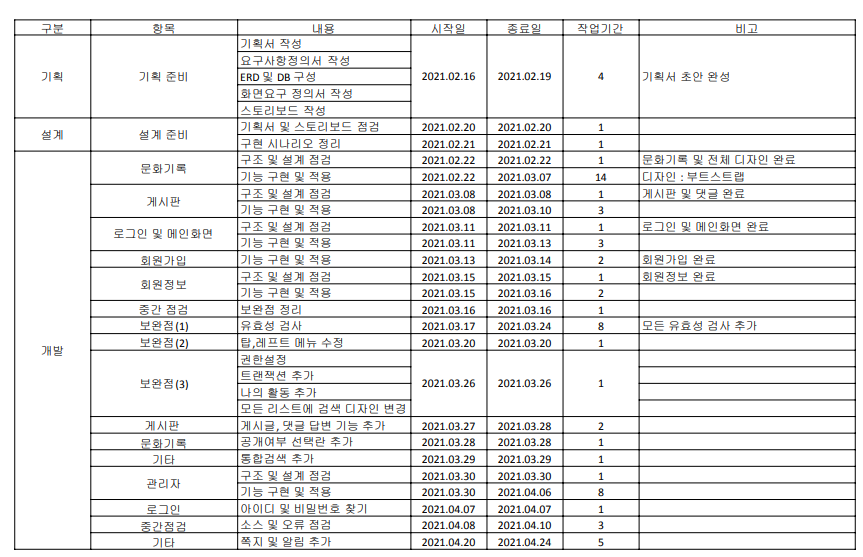 구분 항목 내용 시작일 종료일 작업기간 비고
기획 기획 준비 기획서 작성 2021.02.16 2021.02.19 4 기획서 초안 완성
요구사항정의서 작성
ERD 및 DB 구성
화면요구 정의서 작성
스토리보드 작성
설계 설계 준비 기획서 및 스토리보드 점검 2021.02.20 2021.02.20 1
구현 시나리오 정리 2021.02.21 2021.02.21 1
개발 문화기록 구조 및 설계 점검 2021.02.22 2021.02.22 1 문화기록 및 전체 디자인 완료
기능 구현 및 적용 2021.02.22 2021.03.07 14 디자인 : 부트스트랩
게시판 구조 및 설계 점검 2021.03.08 2021.03.08 1 게시판 및 댓글 완료
기능 구현 및 적용 2021.03.08 2021.03.10 3
로그인 및 메인화면 구조 및 설계 점검 2021.03.11 2021.03.11 1 로그인 및 메인화면 완료
기능 구현 및 적용 2021.03.11 2021.03.13 3
회원가입 기능 구현 및 적용 2021.03.13 2021.03.14 2 회원가입 완료
회원정보 구조 및 설계 점검 2021.03.15 2021.03.15 1 회원정보 완료
기능 구현 및 적용 2021.03.15 2021.03.16 2
중간 점검 보완점 정리 2021.03.16 2021.03.16 1
보완점(1) 유효성 검사 2021.03.17 2021.03.24 8 모든 유효성 검사 추가
보완점(2) 탑,레프트 메뉴 수정 2021.03.20 2021.03.20 1
보완점(3) 권한설정 2021.03.26 2021.03.26 1
트랜잭션 추가
나의 활동 추가
모든 리스트에 검색 디자인 변경
게시판 게시글, 댓글 답변 기능 추가 2021.03.27 2021.03.28 2
문화기록 공개여부 선택란 추가 2021.03.28 2021.03.28 1
기타 통합검색 추가 2021.03.29 2021.03.29 1
관리자 구조 및 설계 점검 2021.03.30 2021.03.30 1
기능 구현 및 적용 2021.03.30 2021.04.06 8
로그인 아이디 및 비밀번호 찾기 2021.04.07 2021.04.07 1
중간점검 소스 및 오류 점검 2021.04.08 2021.04.10 3
기타 쪽지 및 알림 추가 2021.04.20 2021.04.24 5